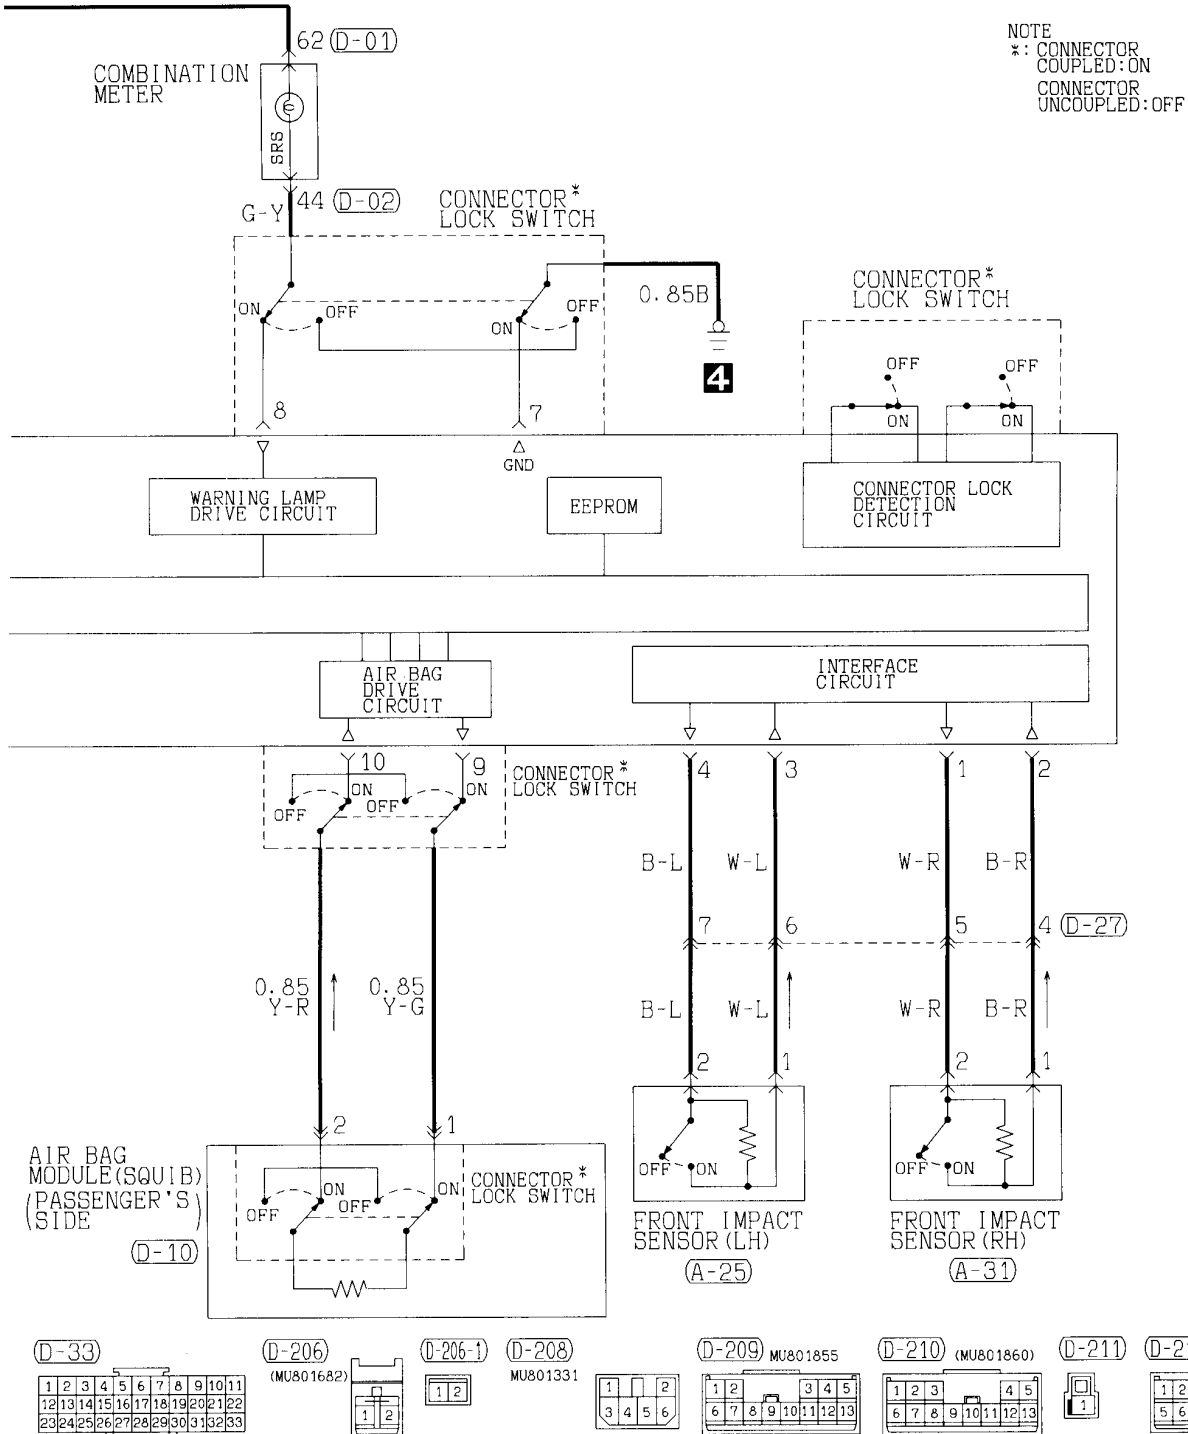 62 (D-01)
NOTE
*: CONNECTOR
COUPLED:ON
CONNECTOR
UNCOUPLED:OFF
COMBINATION
METER
SRS
44 (D-02)
G-Y
CONNECTOR*
LOCK SWITCH
0.85B
CONNECTOR*
LOCK SWITCH
ON OFF
ON OFF
4
OFF OFF
ON ON
8 7
GND
WARNING LAMP
DRIVE CIRCUIT
EEPROM
CONNECTOR LOCK
DETECTION
CIRCUIT
AIR BAG
DRIVE
CIRCUIT
INTERFACE
CIRCUIT
10 9
CONNECTOR*
LOCK SWITCH
ON ON
OFF OFF
4 3 1 2
B-L W-L W-R B-R
7 6 5 4 (D-27)
0.85
Y-R
0.85
Y-G
B-L W-L W-R B-R
2 1 2 1
2 1
OFF ON
OFF ON
AIR BAG
MODULE(SQUIB)
(PASSENGER'S)
SIDE
(D-10)
ON ON
OFF OFF
CONNECTOR*
LOCK SWITCH
FRONT IMPACT
SENSOR(LH)
(A-25)
FRONT IMPACT
SENSOR(RH)
(A-31)
(D-33)
1 2 3 4 5 6 7 8 9 10 11
12 13 14 15 16 17 18 19 20 21 22
23 24 25 26 27 28 29 30 31 32 33
(D-206)
(MU801682)
1 2
(D-206-1)
1 2
(D-208)
MU801331
1 2
3 4 5 6
(D-209) MU801855
1 2 3 4 5
6 7 8 9 10 11 12 13
(D-210) (MU801860)
1 2 3 4 5
6 7 8 9 10 11 12 13
(D-211)
1
(D-2
1 2
5 6